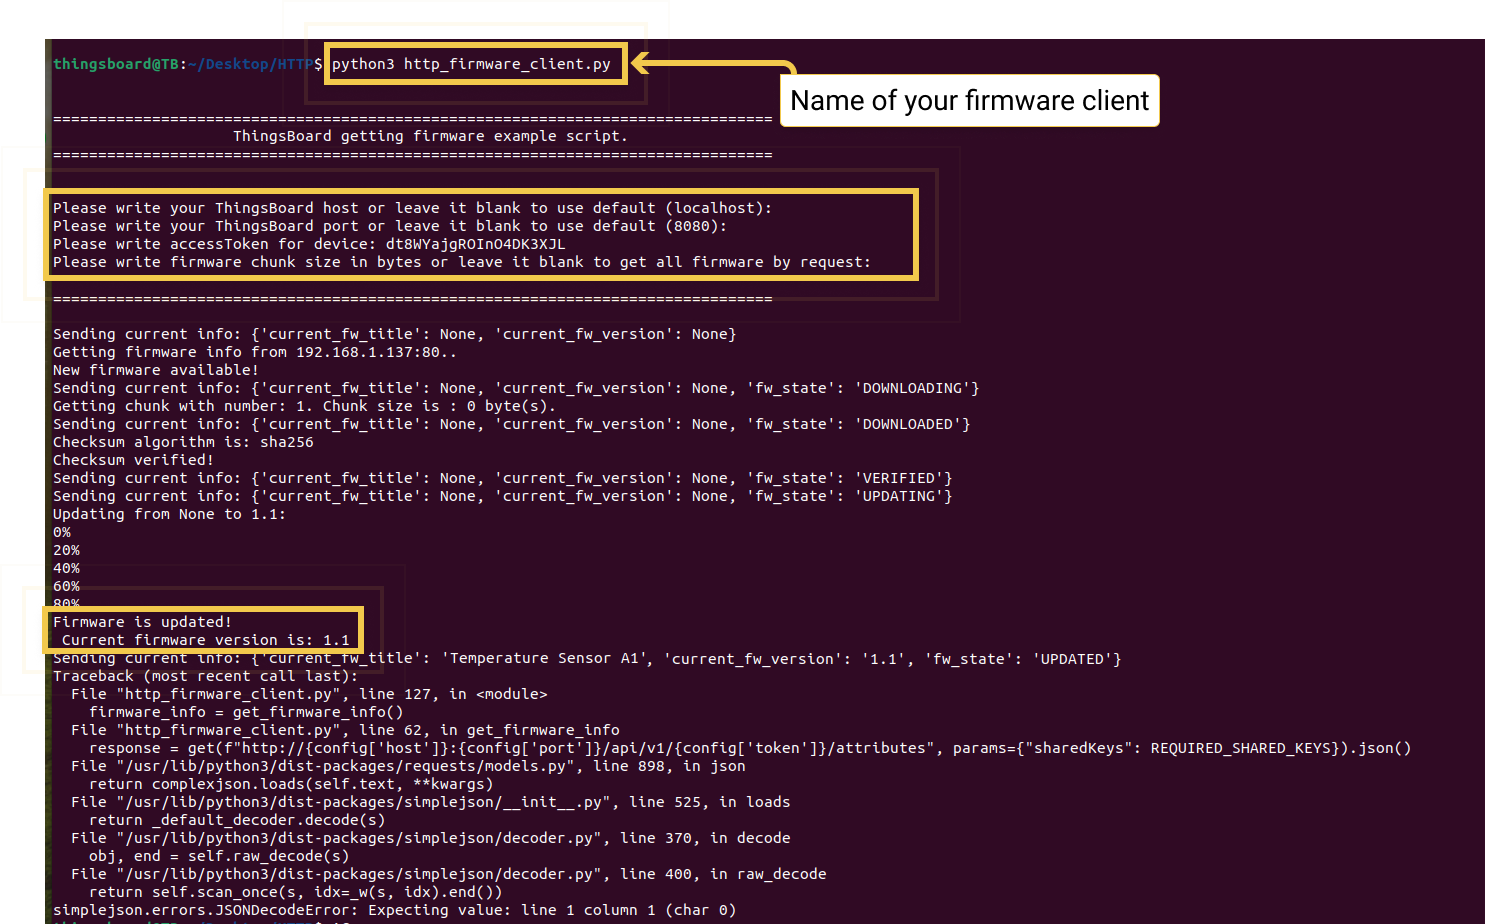 thingsboard@TB:~/Desktop/HTTP$ python3 http_firmware_client.py
Name of your firmware client
================================================================================
ThingsBoard getting firmware example script.
================================================================================
Please write your ThingsBoard host or leave it blank to use default (localhost):
Please write your ThingsBoard port or leave it blank to use default (8080):
Please write accessToken for device: dt8WYajgROInO4DK3XJL
Please write firmware chunk size in bytes or leave it blank to get all firmware by request:
================================================================================
Sending current info: {'current_fw_title': None, 'current_fw_version': None}
Getting firmware info from 192.168.1.137:80..
New firmware available!
Sending current info: {'current_fw_title': None, 'current_fw_version': None, 'fw_state': 'DOWNLOADING'}
Getting chunk with number: 1. Chunk size is : 0 byte(s).
Sending current info: {'current_fw_title': None, 'current_fw_version': None, 'fw_state': 'DOWNLOADED'}
Checksum algorithm is: sha256
Checksum verified!
Sending current info: {'current_fw_title': None, 'current_fw_version': None, 'fw_state': 'VERIFIED'}
Sending current info: {'current_fw_title': None, 'current_fw_version': None, 'fw_state': 'UPDATING'}
Updating from None to 1.1:
0%
20%
40%
60%
80%
Firmware is updated!
Current firmware version is: 1.1
Sending current info: {'current_fw_title': 'Temperature Sensor A1', 'current_fw_version': '1.1', 'fw_state': 'UPDATED'}
Traceback (most recent call last):
File "http_firmware_client.py", line 127, in <module>
firmware_info = get_firmware_info()
File "http_firmware_client.py", line 62, in get_firmware_info
response = get(f"http://{config['host']}:{config['port']}/api/v1/{config['token']}/attributes", params={"sharedKeys": REQUIRED_SHARED_KEYS}).json()
File "/usr/lib/python3/dist-packages/requests/models.py", line 898, in json
return complexjson.loads(self.text, **kwargs)
File "/usr/lib/python3/dist-packages/simplejson/__init__.py", line 525, in loads
return _default_decoder.decode(s)
File "/usr/lib/python3/dist-packages/simplejson/decoder.py", line 370, in decode
obj, end = self.raw_decode(s)
File "/usr/lib/python3/dist-packages/simplejson/decoder.py", line 400, in raw_decode
return self.scan_once(s, idx=_w(s, idx).end())
simplejson.errors.JSONDecodeError: Expecting value: line 1 column 1 (char 0)